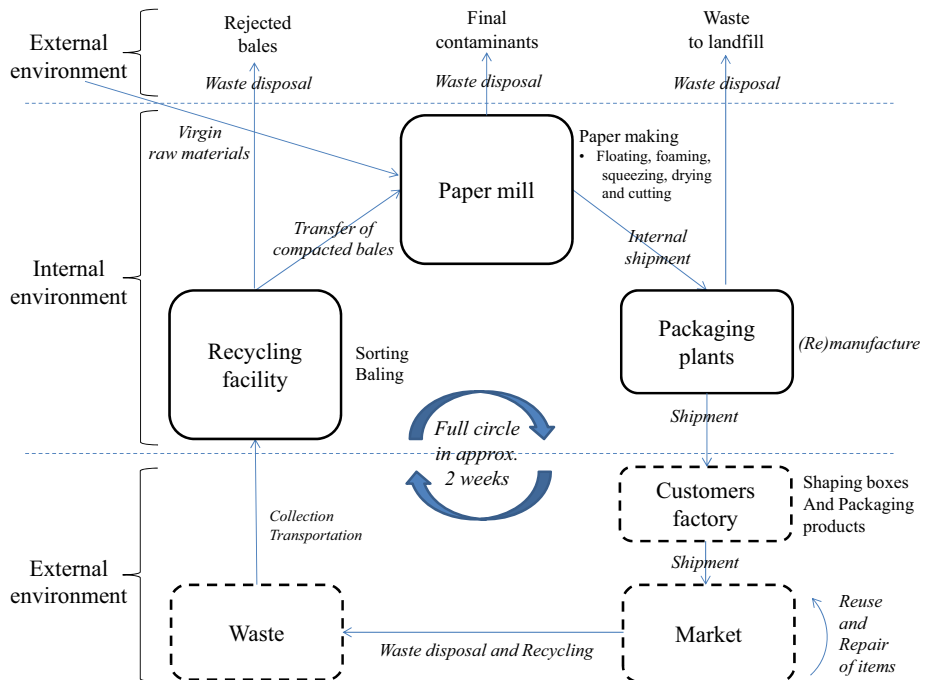 External
environment
Rejected
bales
Final
contaminants
Waste
to landfill
Waste disposal
Waste disposal
Waste disposal
Virgin
raw materials
Paper mill
Paper making
• Floating, foaming,
squeezing, drying
and cutting
Transfer of
compacted bales
Internal
shipment
Internal
environment
Recycling
facility
Sorting
Baling
Packaging
plants
(Re)manufacture
Shipment
Full circle
in approx.
2 weeks
Customers
factory
Shaping boxes
And Packaging
products
Collection
Transportation
Shipment
External
environment
Waste
Waste disposal and Recycling
Market
Reuse
and
Repair
of items